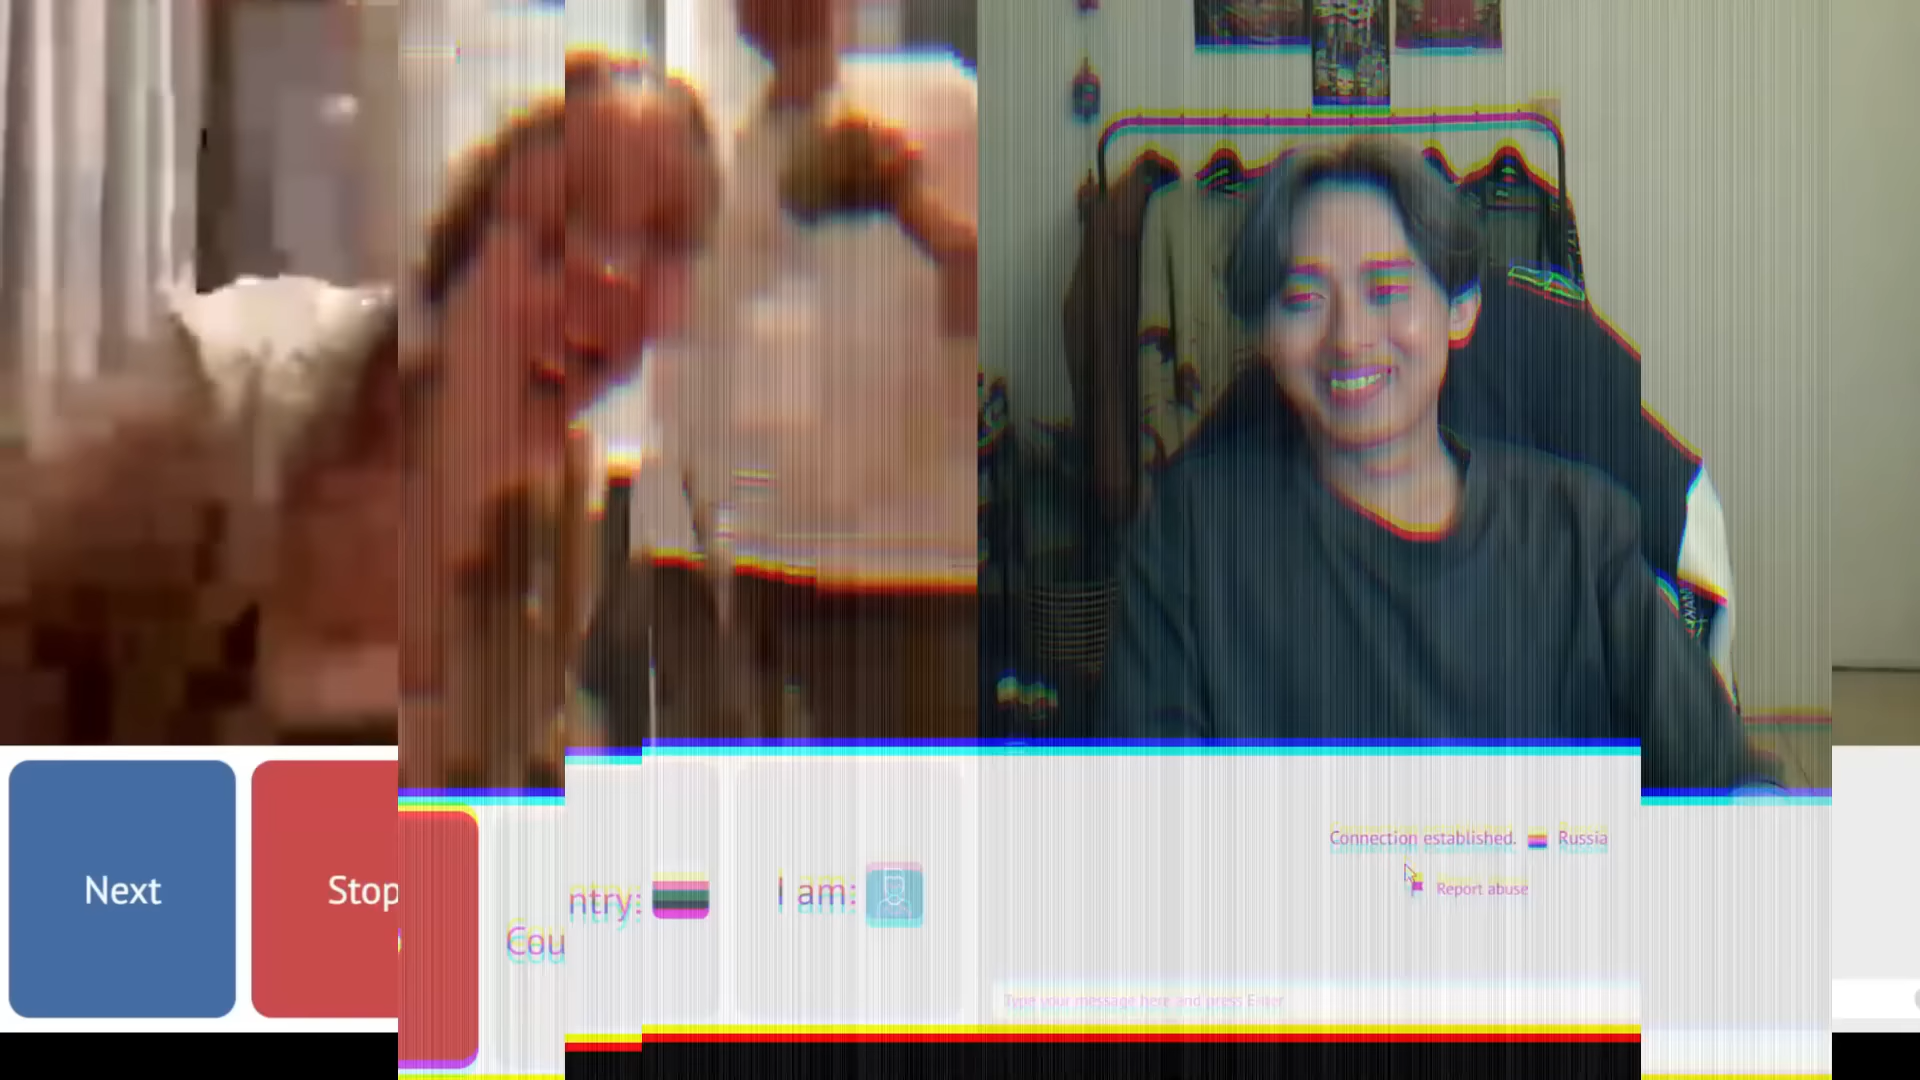 Next
Stop
Cou
ntry:
I am:
Connection established. Russia
Report abuse
Type your message here and press Enter